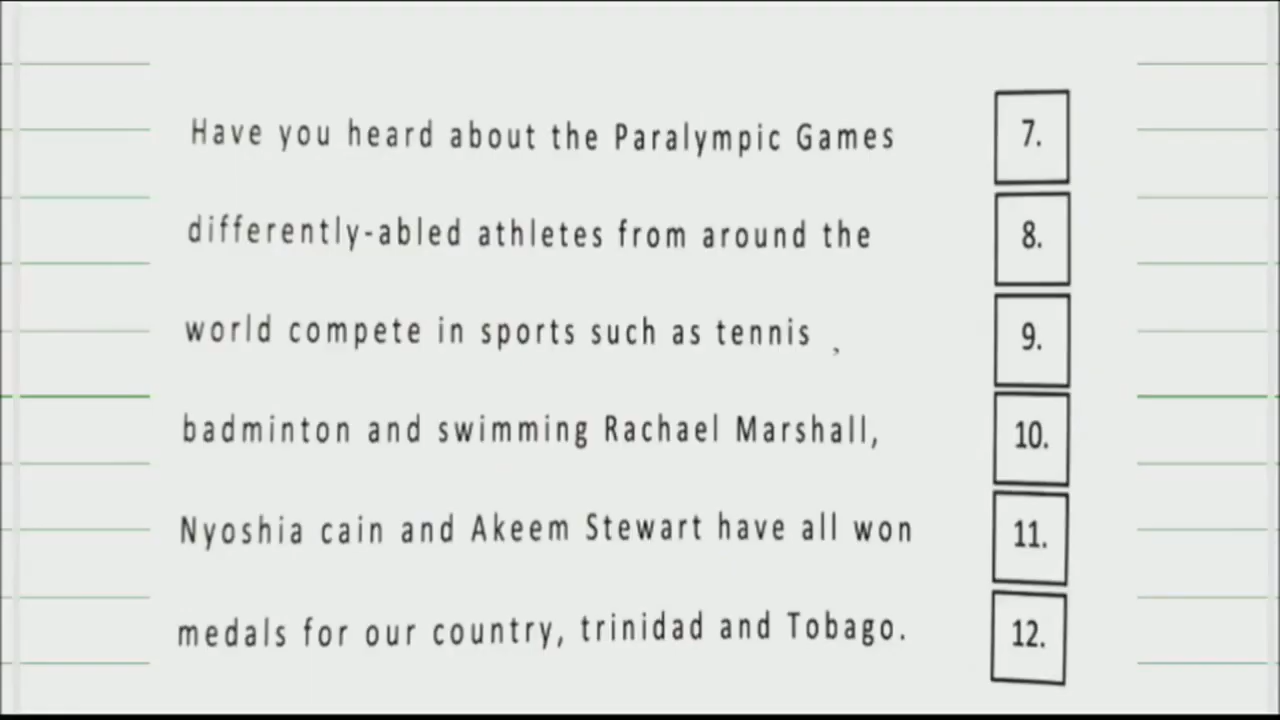 Have you heard about the Paralympic Games
7.
differently-abled athletes from around the
8.
world compete in sports such as tennis ,
9.
badminton and swimming Rachael Marshall,
10.
Nyoshia cain and Akeem Stewart have all won
11.
medals for our country, trinidad and Tobago.
12.